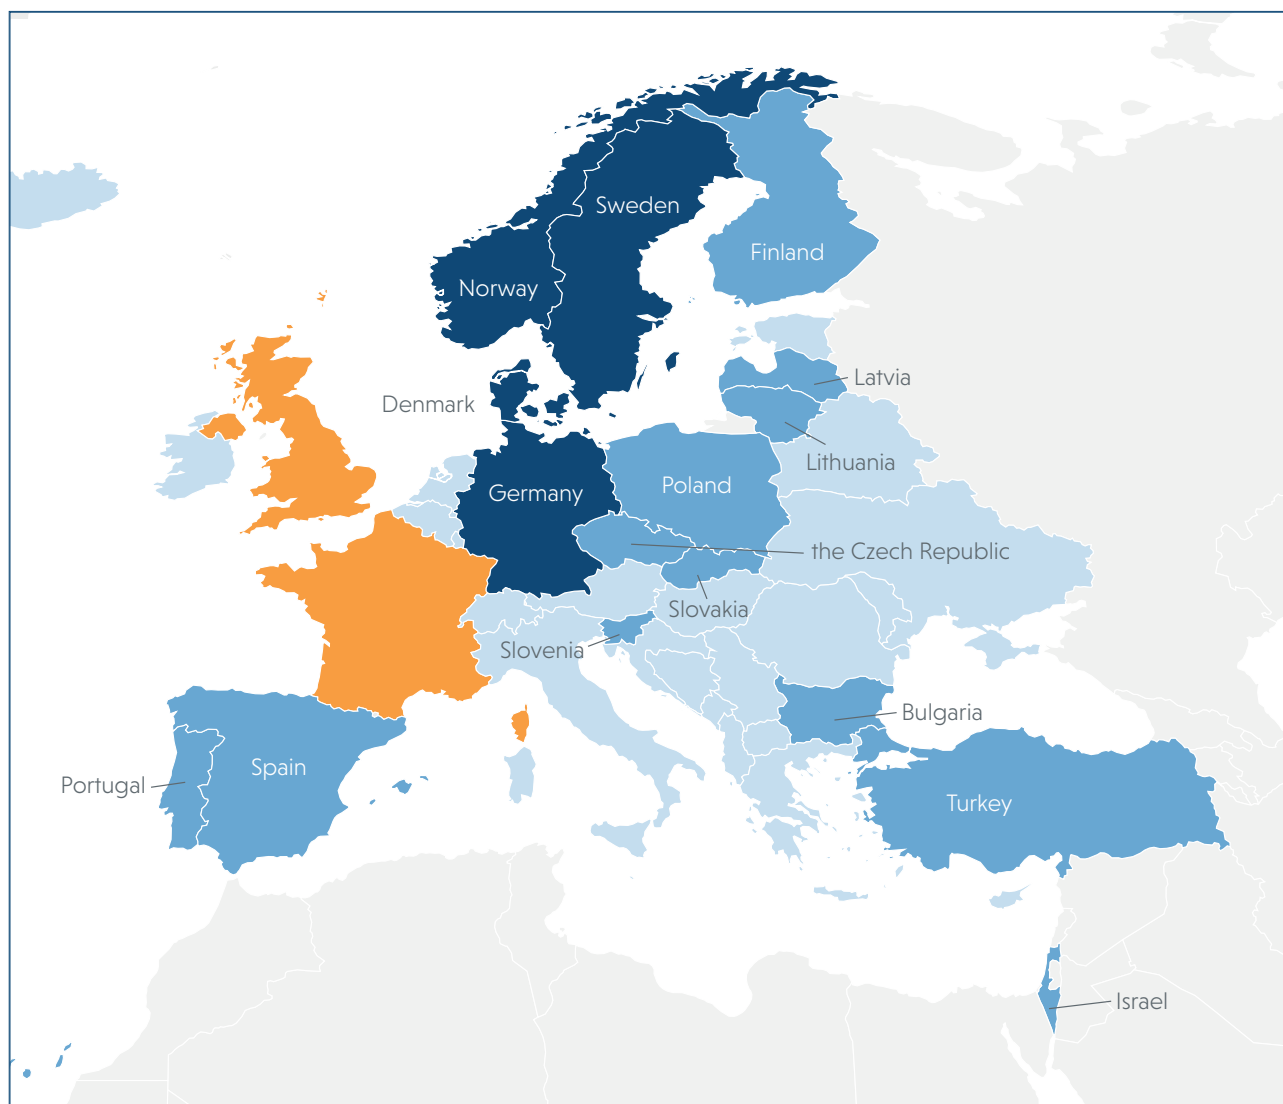 Sweden
Finland
Norway
Latvia
Denmark
Lithuania
Poland
Germany
the Czech Republic
Slovakia
Slovenia
Bulgaria
Spain
Portugal
Turkey
Israel